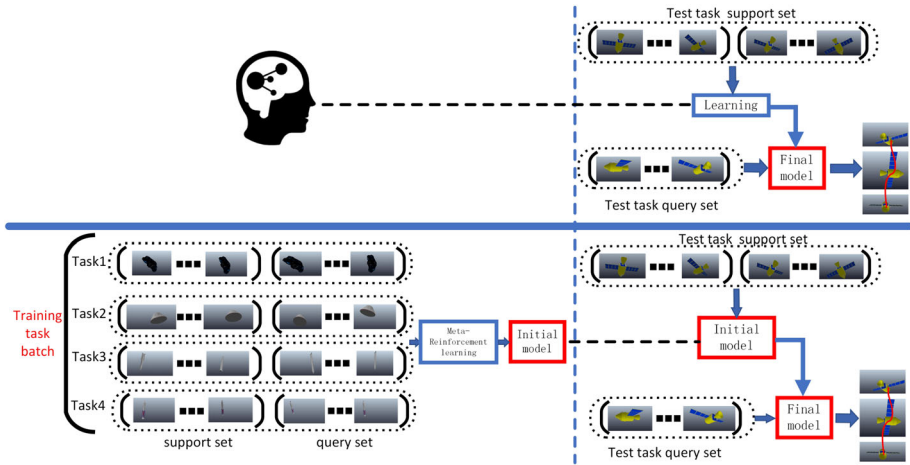 Test task support set
Learning
Final
model
Test task query set
Test task support set
Task1
Task2
Training
task
batch
Task3
Task4
Meta-
Reinforcement
learning
Initial
model
Initial
model
Final
model
support set
query set
Test task query set